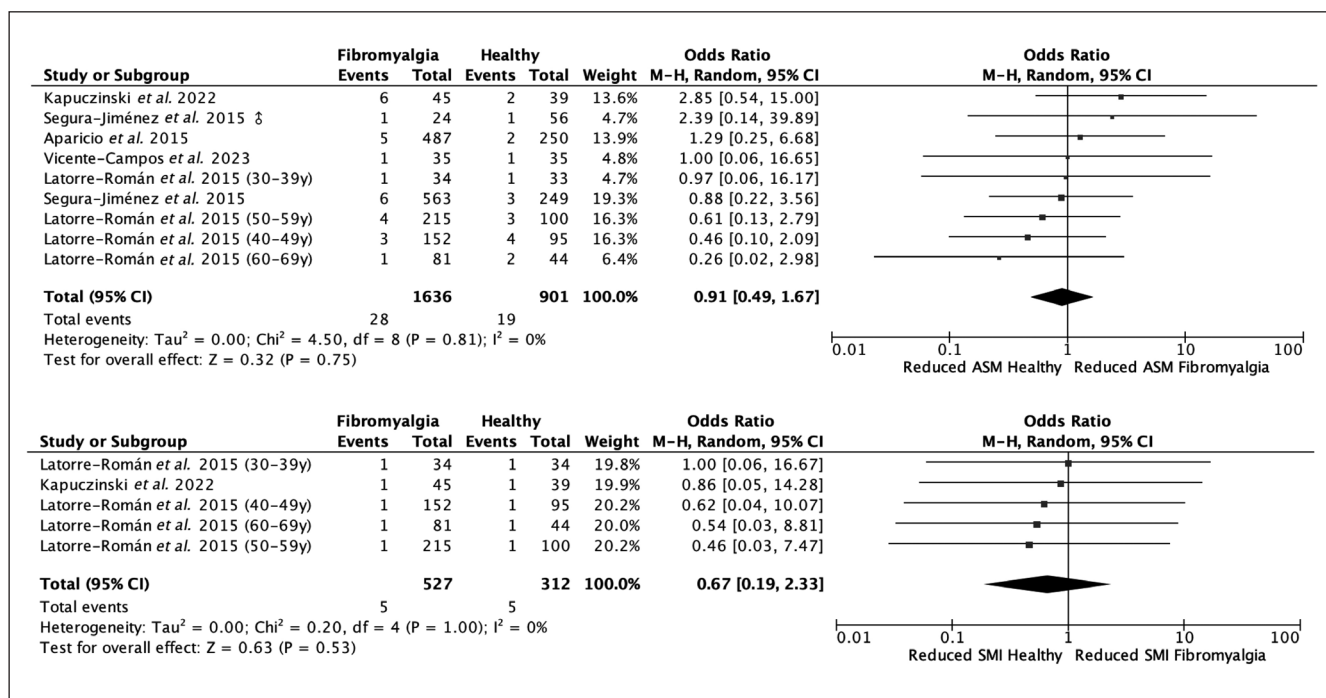 Fibromyalgia Healthy Odds Ratio Odds Ratio
Study or Subgroup Events Total Events Total Weight M-H, Random, 95% CI M-H, Random, 95% CI
Kapuczinski et al. 2022 6 45 2 39 13.6% 2.85 [0.54, 15.00]
Segura-Jiménez et al. 2015 ♂ 1 24 1 56 4.7% 2.39 [0.14, 39.89]
Aparicio et al. 2015 5 487 2 250 13.9% 1.29 [0.25, 6.68]
Vicente-Campos et al. 2023 1 35 1 35 4.8% 1.00 [0.06, 16.65]
Latorre-Román et al. 2015 (30-39y) 1 34 1 33 4.7% 0.97 [0.06, 16.17]
Segura-Jiménez et al. 2015 6 563 3 249 19.3% 0.88 [0.22, 3.56]
Latorre-Román et al. 2015 (50-59y) 4 215 3 100 16.3% 0.61 [0.13, 2.79]
Latorre-Román et al. 2015 (40-49y) 3 152 4 95 16.3% 0.46 [0.10, 2.09]
Latorre-Román et al. 2015 (60-69y) 1 81 2 44 6.4% 0.26 [0.02, 2.98]
Total (95% CI) 1636 901 100.0% 0.91 [0.49, 1.67]
Total events 28 19
Heterogeneity: Tau² = 0.00; Chi² = 4.50, df = 8 (P = 0.81); I² = 0%
Test for overall effect: Z = 0.32 (P = 0.75)
0.01 0.1 1 10 100
Reduced ASM Healthy Reduced ASM Fibromyalgia
Fibromyalgia Healthy Odds Ratio Odds Ratio
Study or Subgroup Events Total Events Total Weight M-H, Random, 95% CI M-H, Random, 95% CI
Latorre-Román et al. 2015 (30-39y) 1 34 1 34 19.8% 1.00 [0.06, 16.67]
Kapuczinski et al. 2022 1 45 1 39 19.9% 0.86 [0.05, 14.28]
Latorre-Román et al. 2015 (40-49y) 1 152 1 95 20.2% 0.62 [0.04, 10.07]
Latorre-Román et al. 2015 (60-69y) 1 81 1 44 20.0% 0.54 [0.03, 8.81]
Latorre-Román et al. 2015 (50-59y) 1 215 1 100 20.2% 0.46 [0.03, 7.47]
Total (95% CI) 527 312 100.0% 0.67 [0.19, 2.33]
Total events 5 5
Heterogeneity: Tau² = 0.00; Chi² = 0.20, df = 4 (P = 1.00); I² = 0%
Test for overall effect: Z = 0.63 (P = 0.53)
0.01 0.1 1 10 100
Reduced SMI Healthy Reduced SMI Fibromyalgia